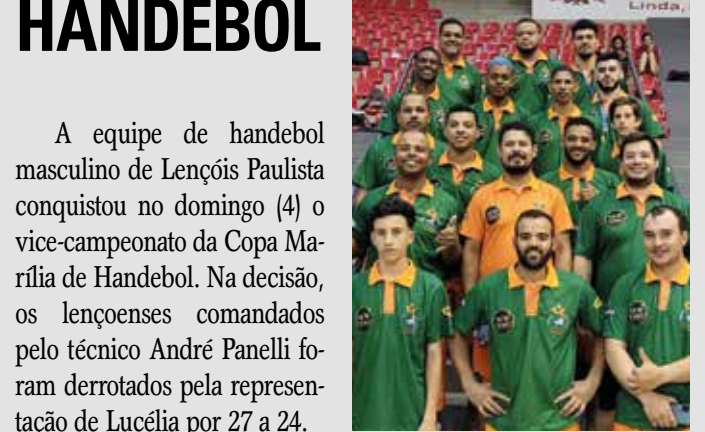 HANDEBOL
Linda,
A equipe de handebol
masculino de Lençóis Paulista
conquistou no domingo (4) o
vice-campeonato da Copa Ma-
rília de Handebol. Na decisão,
os lençoenses comandados
pelo técnico André Panelli fo-
ram derrotados pela represen-
tação de Lucélia por 27 a 24.